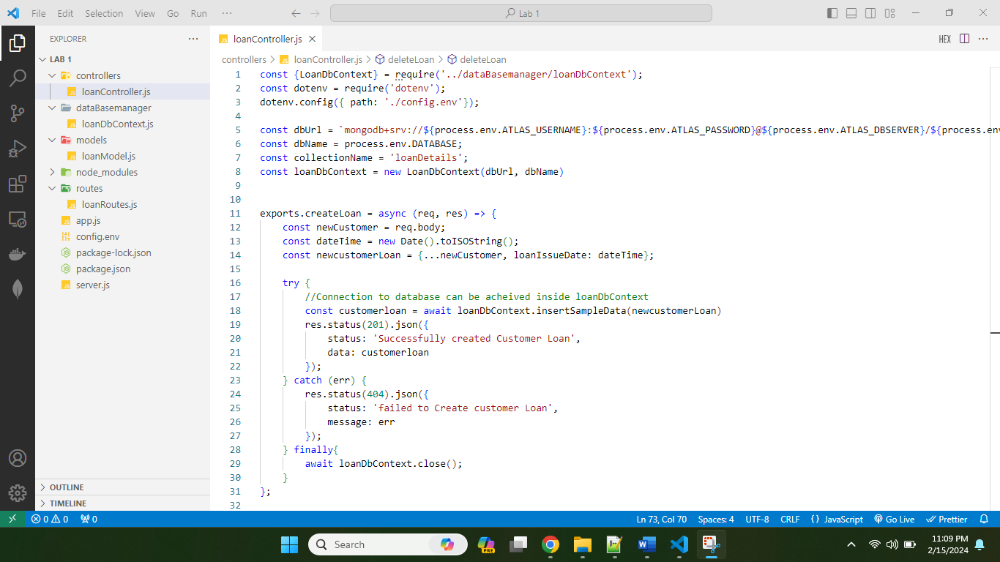 File Edit Selection View Go Run ··· Lab 1
EXPLORER ···
LAB 1
controllers
loanController.js
dataBasemanager
loanDbContext.js
models
loanModel.js
node_modules
routes
loanRoutes.js
app.js
config.env
package-lock.json
package.json
server.js
OUTLINE
TIMELINE
loanController.js
HEX ···
controllers > loanController.js > deleteLoan > deleteLoan
1 const {LoanDbContext} = require('../dataBasemanager/loanDbContext');
2 const dotenv = require('dotenv');
3 dotenv.config({ path: './config.env'});
4
5 const dbUrl = `mongodb+srv://${process.env.ATLAS_USERNAME}:${process.env.ATLAS_PASSWORD}@${process.env.ATLAS_DBSERVER}/${process.env
6 const dbName = process.env.DATABASE;
7 const collectionName = 'loanDetails';
8 const loanDbContext = new LoanDbContext(dbUrl, dbName)
9
10
11 exports.createLoan = async (req, res) => {
12 const newCustomer = req.body;
13 const dateTime = new Date().toISOString();
14 const newcustomerLoan = {...newCustomer, loanIssueDate: dateTime};
15
16 try {
17 //Connection to database can be acheived inside loanDbContext
18 const customerloan = await loanDbContext.insertSampleData(newcustomerLoan)
19 res.status(201).json({
20 status: 'Successfully created Customer Loan',
21 data: customerloan
22 });
23 } catch (err) {
24 res.status(404).json({
25 status: 'failed to Create customer Loan',
26 message: err
27 });
28 } finally{
29 await loanDbContext.close();
30 }
31 };
32
0 0 0 Ln 73, Col 70 Spaces: 4 UTF-8 CRLF {} JavaScript Go Live Prettier
Search PRE 11:09 PM
2/15/2024